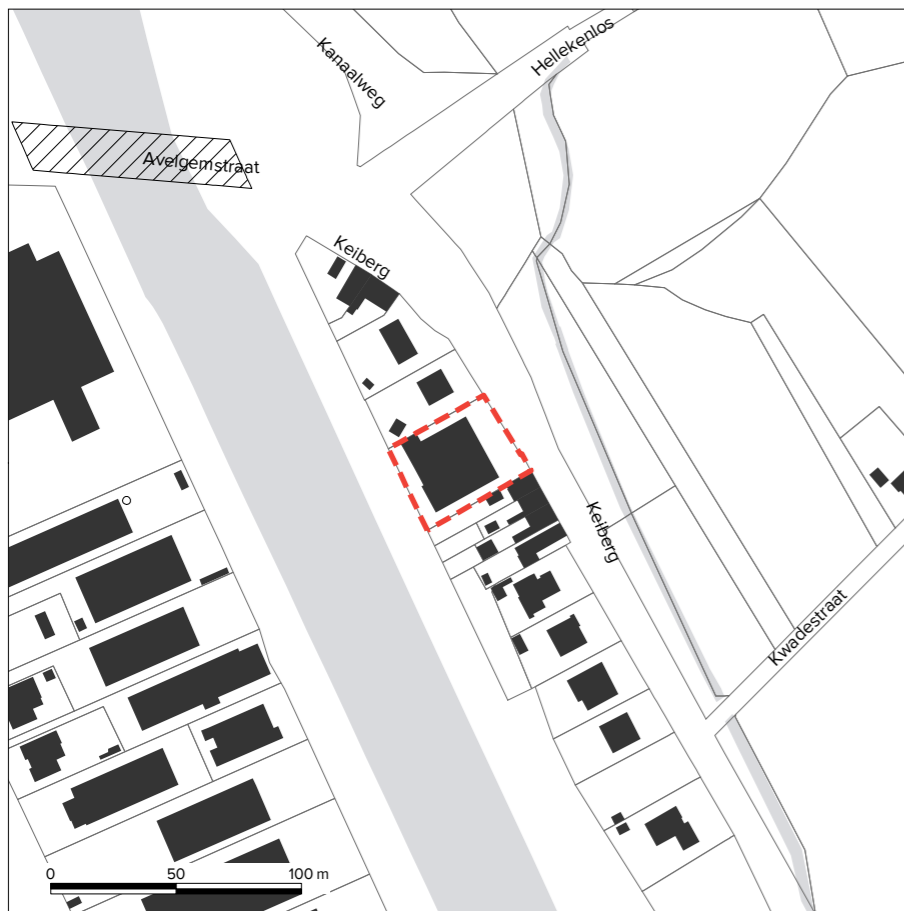 Kanaalweg
Hellekenlos
Avelgemstraat
Keiberg
Keiberg
Kwadestraat
0 50 100 m